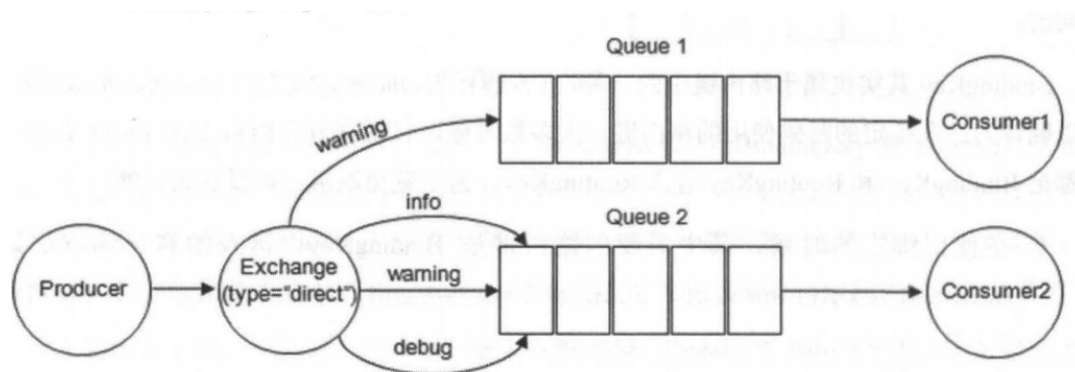 Queue 1
warning
Consumer1
info
Queue 2
Producer
Exchange
(type="direct")
warning
Consumer2
debug